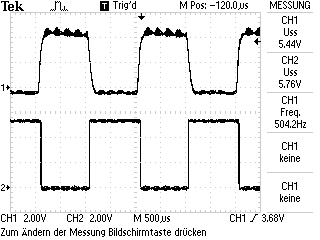 Tek Trig'd M Pos: -120.0µs MESSUNG
CH1
Uss
5.44V
CH2
Uss
5.76V
CH1
Freq.
504.2Hz
CH1
keine
CH1
keine
1
2
CH1 2.00V CH2 2.00V M 500µs CH1 3.68V
Zum Ändern der Messung Bildschirmtaste drücken